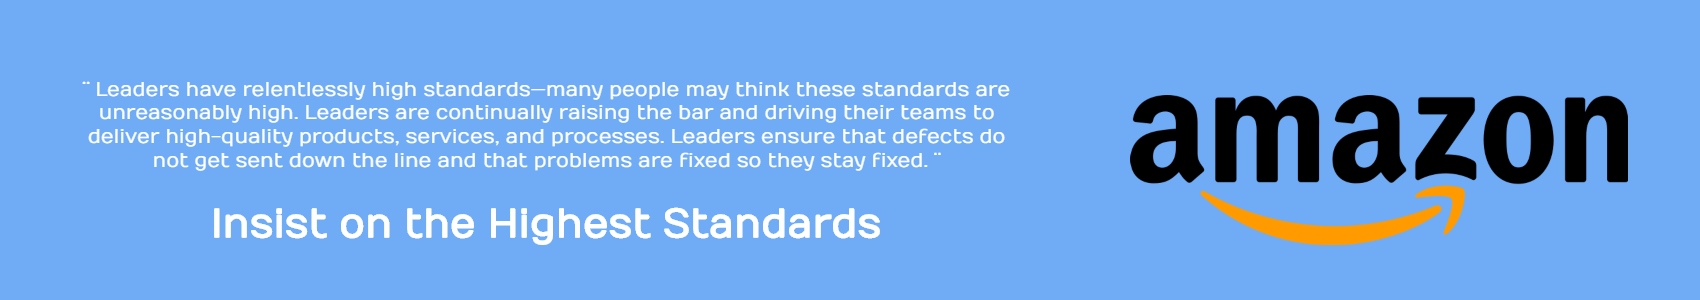 ¨ Leaders have relentlessly high standards—many people may think these standards are
unreasonably high. Leaders are continually raising the bar and driving their teams to
deliver high-quality products, services, and processes. Leaders ensure that defects do
not get sent down the line and that problems are fixed so they stay fixed. ¨
Insist on the Highest Standards
amazon